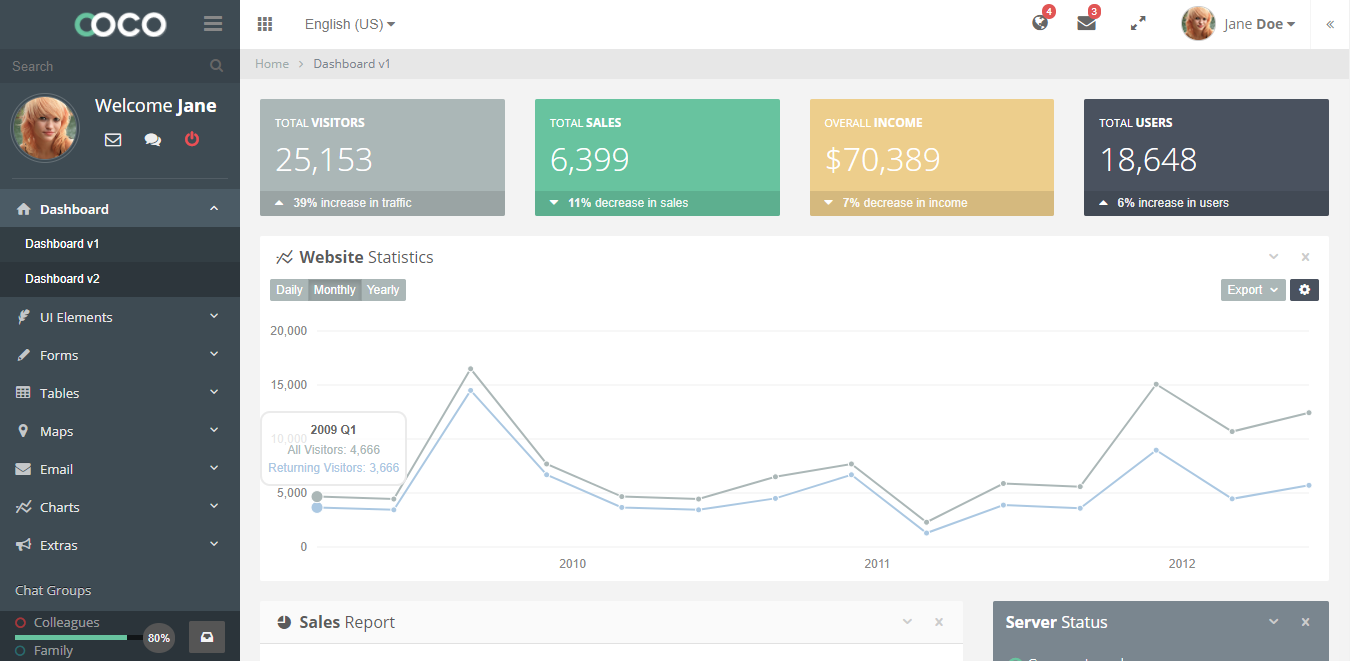 COCO
English (US)
4
3
Jane Doe
«
Search
Home > Dashboard v1
Welcome Jane
TOTAL VISITORS
25,153
39% increase in traffic
TOTAL SALES
6,399
11% decrease in sales
OVERALL INCOME
$70,389
7% decrease in income
TOTAL USERS
18,648
6% increase in users
Dashboard
Dashboard v1
Dashboard v2
UI Elements
Forms
Tables
Maps
Email
Charts
Extras
Chat Groups
Colleagues
80%
Family
Website Statistics
Daily Monthly Yearly
Export
20,000
15,000
10,000
5,000
0
2009 Q1
All Visitors: 4,666
Returning Visitors: 3,666
2010 2011 2012
Sales Report
Server Status